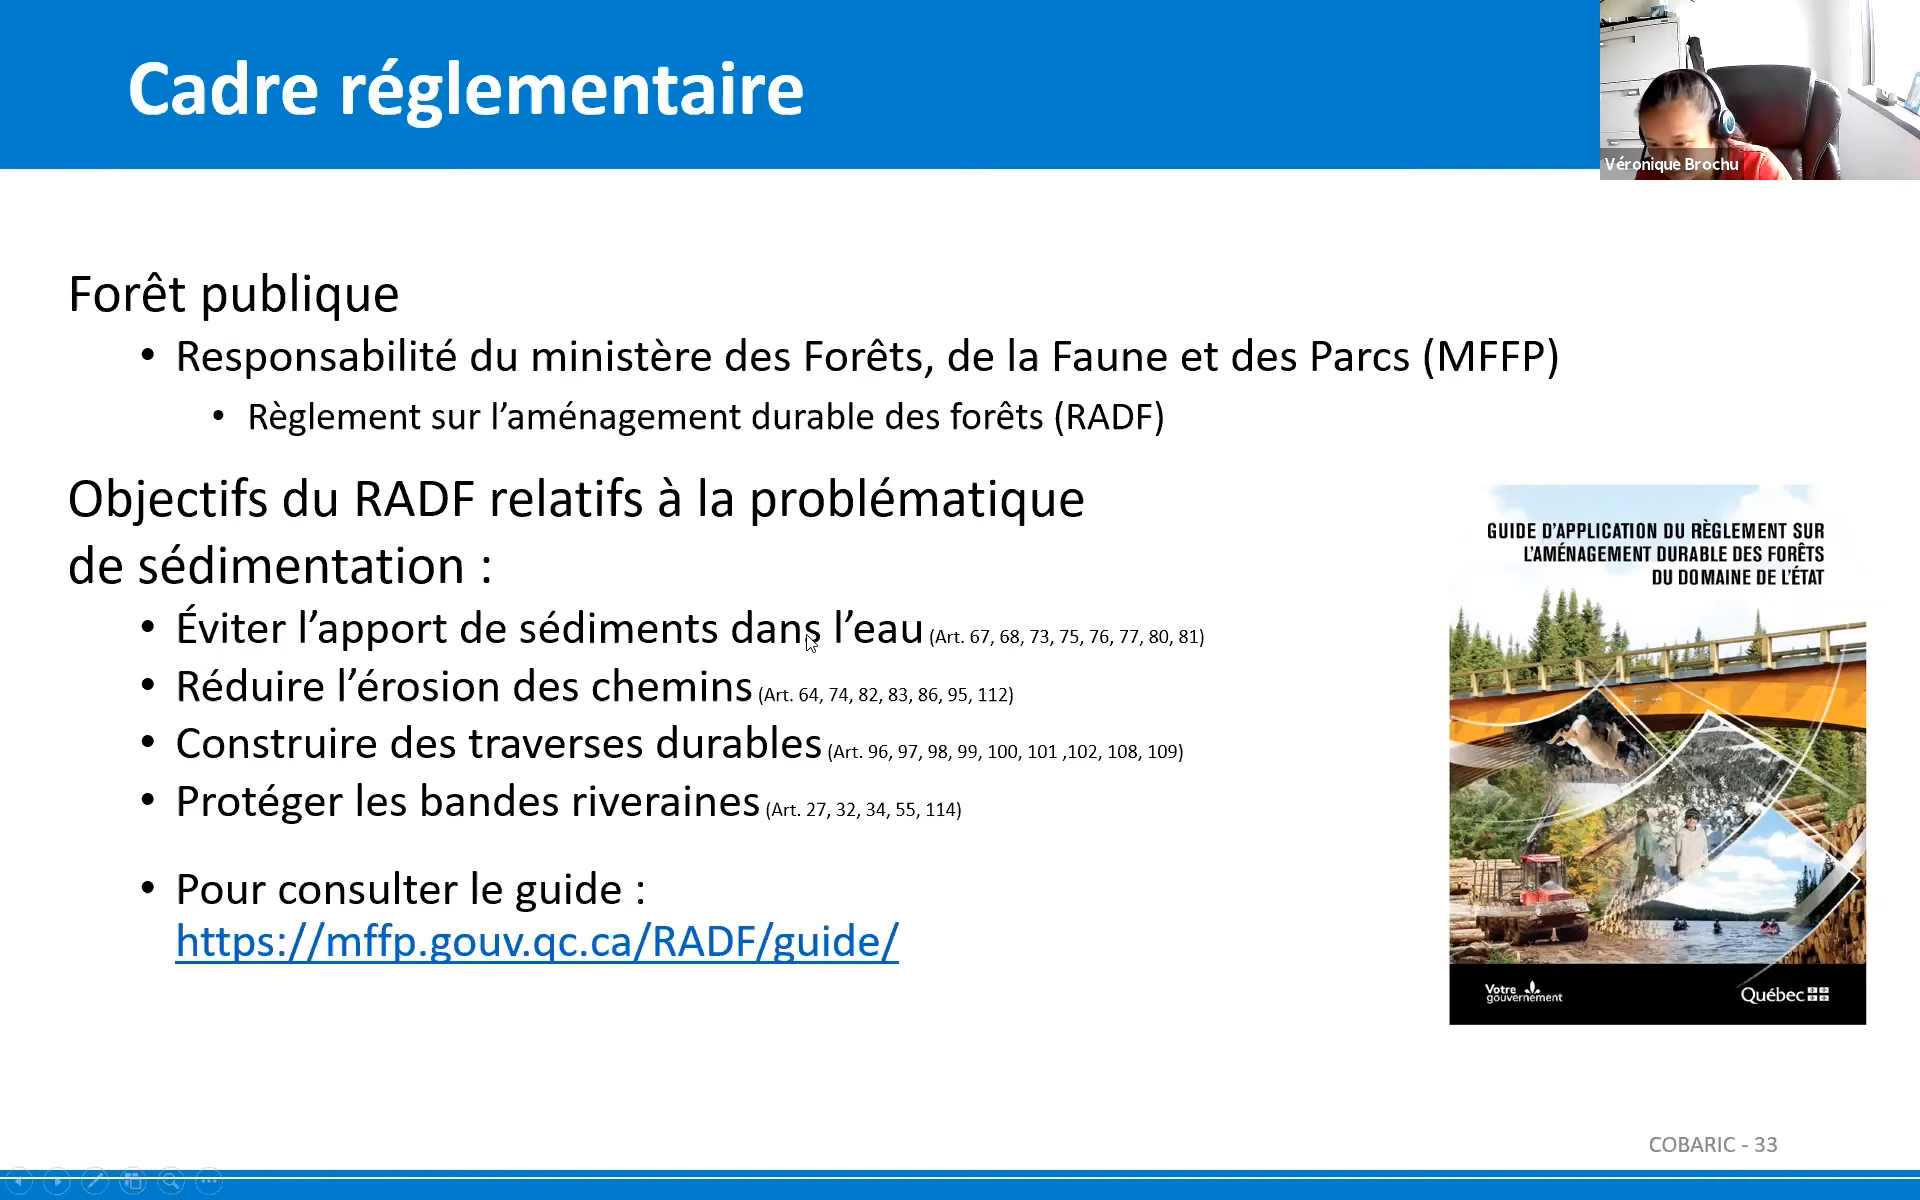 Cadre réglementaire
Véronique Brochu
Forêt publique
• Responsabilité du ministère des Forêts, de la Faune et des Parcs (MFFP)
• Règlement sur l’aménagement durable des forêts (RADF)
Objectifs du RADF relatifs à la problématique
de sédimentation :
• Éviter l’apport de sédiments dans l’eau (Art. 67, 68, 73, 75, 76, 77, 80, 81)
• Réduire l’érosion des chemins (Art. 64, 74, 82, 83, 86, 95, 112)
• Construire des traverses durables (Art. 96, 97, 98, 99, 100, 101 ,102, 108, 109)
• Protéger les bandes riveraines (Art. 27, 32, 34, 55, 114)
• Pour consulter le guide :
https://mffp.gouv.qc.ca/RADF/guide/
GUIDE D’APPLICATION DU RÈGLEMENT SUR
L’AMÉNAGEMENT DURABLE DES FORÊTS
DU DOMAINE DE L’ÉTAT
Votre
gouvernement
Québec
COBARIC - 33